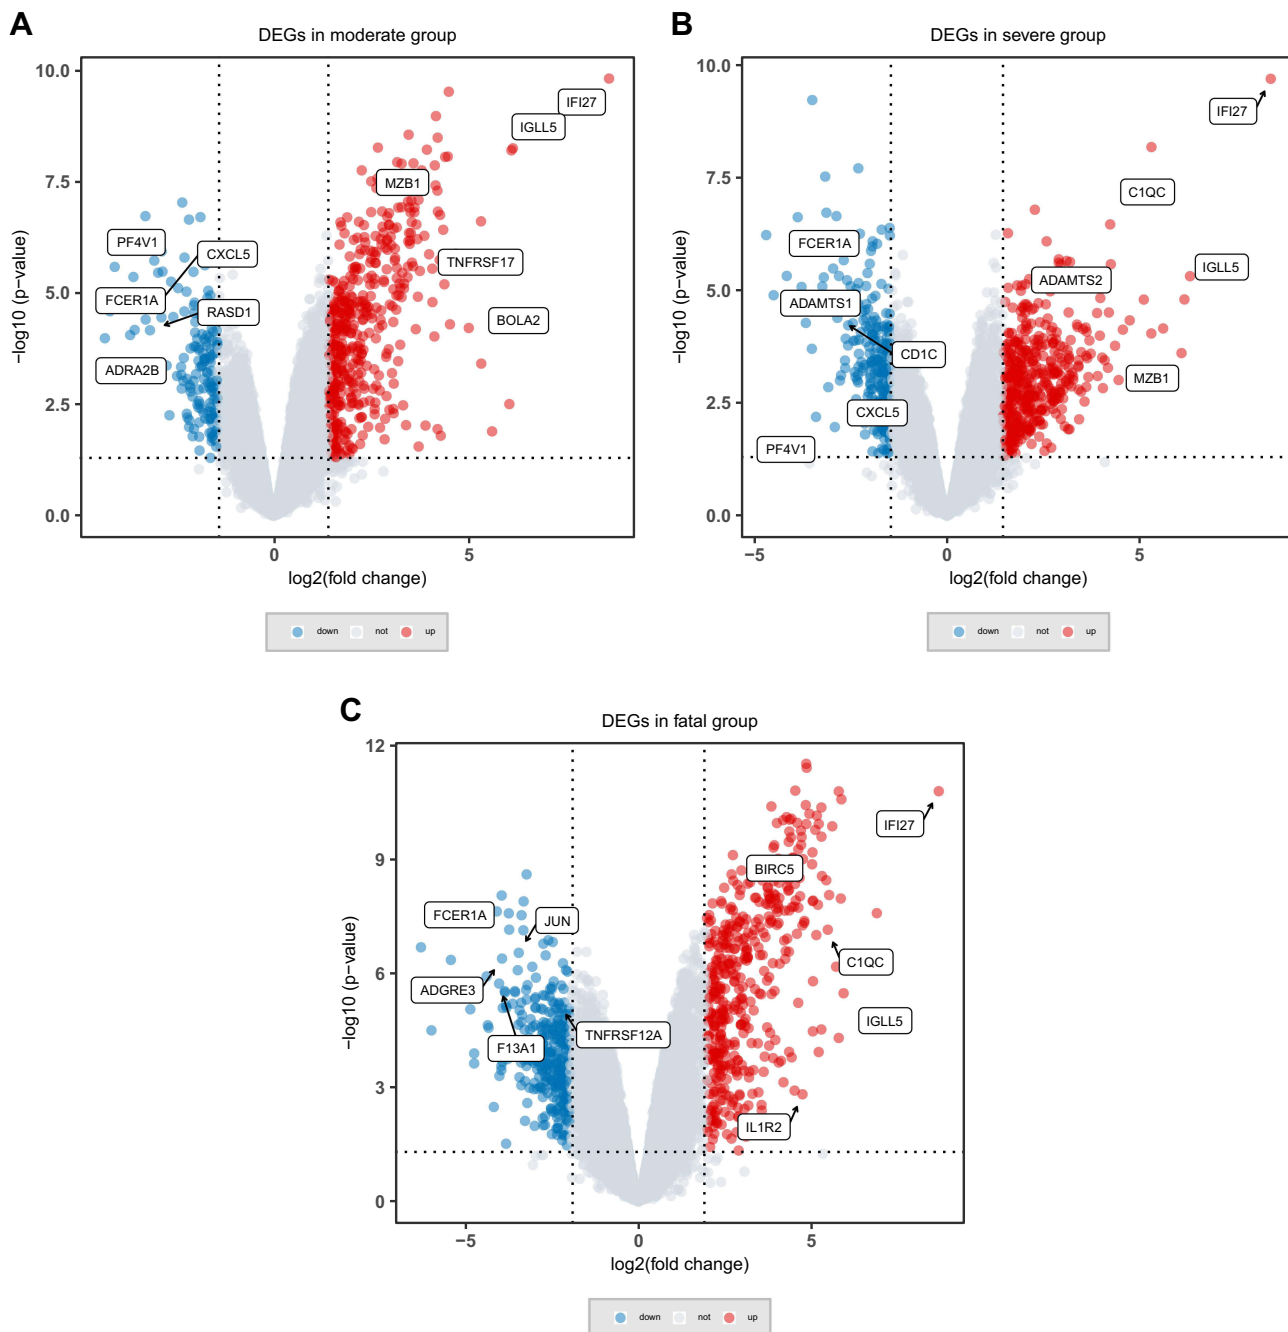 A
DEGs in moderate group
10.0
7.5
5.0
2.5
0.0
−log10 (p−value)
IFI27
IGLL5
MZB1
PF4V1
CXCL5
TNFRSF17
FCER1A
RASD1
BOLA2
ADRA2B
0
5
log2(fold change)
down
not
up
B
DEGs in severe group
10.0
7.5
5.0
2.5
0.0
−log10 (p−value)
IFI27
C1QC
FCER1A
IGLL5
ADAMTS2
ADAMTS1
CD1C
MZB1
CXCL5
PF4V1
−5
0
5
log2(fold change)
down
not
up
C
DEGs in fatal group
12
9
6
3
0
−log10 (p−value)
IFI27
BIRC5
FCER1A
JUN
C1QC
ADGRE3
IGLL5
TNFRSF12A
F13A1
IL1R2
−5
0
5
log2(fold change)
down
not
up